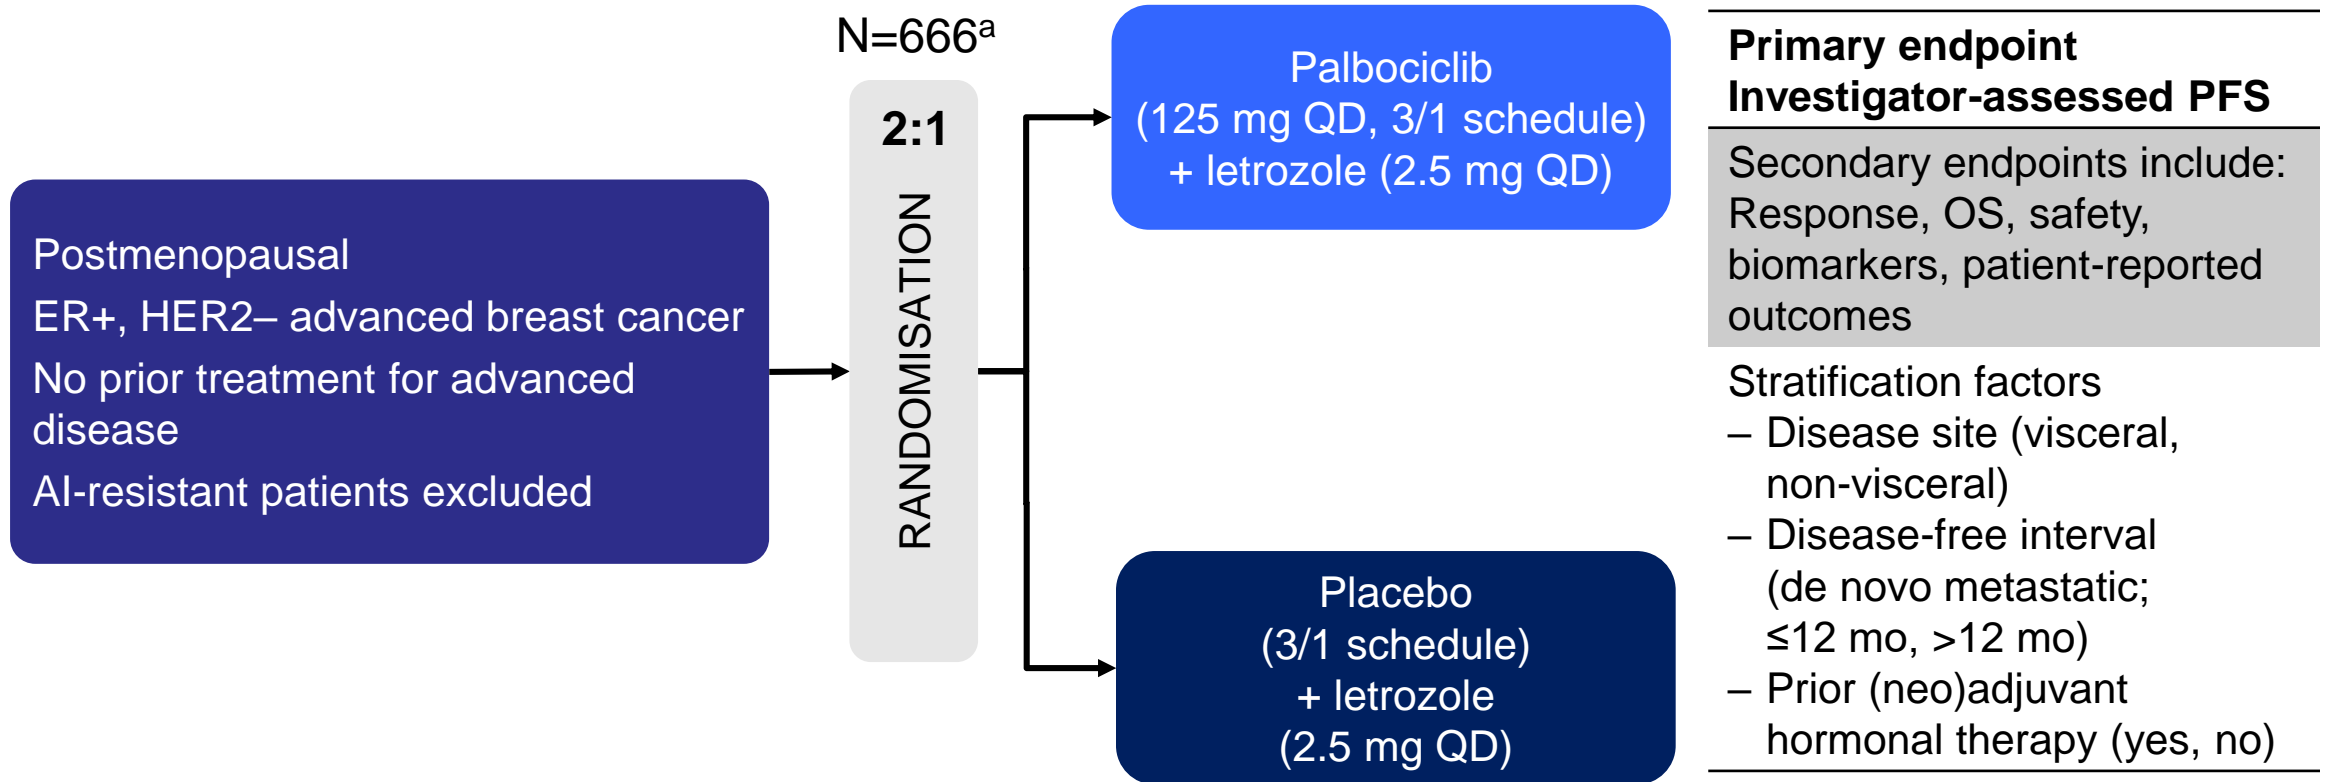 Postmenopausal
ER+, HER2– advanced breast cancer
No prior treatment for advanced
disease
AI-resistant patients excluded
N=666ᵃ
2:1
RANDOMISATION
Palbociclib
(125 mg QD, 3/1 schedule)
+ letrozole (2.5 mg QD)
Placebo
(3/1 schedule)
+ letrozole
(2.5 mg QD)
Primary endpoint
Investigator-assessed PFS
Secondary endpoints include:
Response, OS, safety,
biomarkers, patient-reported
outcomes
Stratification factors
– Disease site (visceral,
non-visceral)
– Disease-free interval
(de novo metastatic;
≤12 mo, >12 mo)
– Prior (neo)adjuvant
hormonal therapy (yes, no)